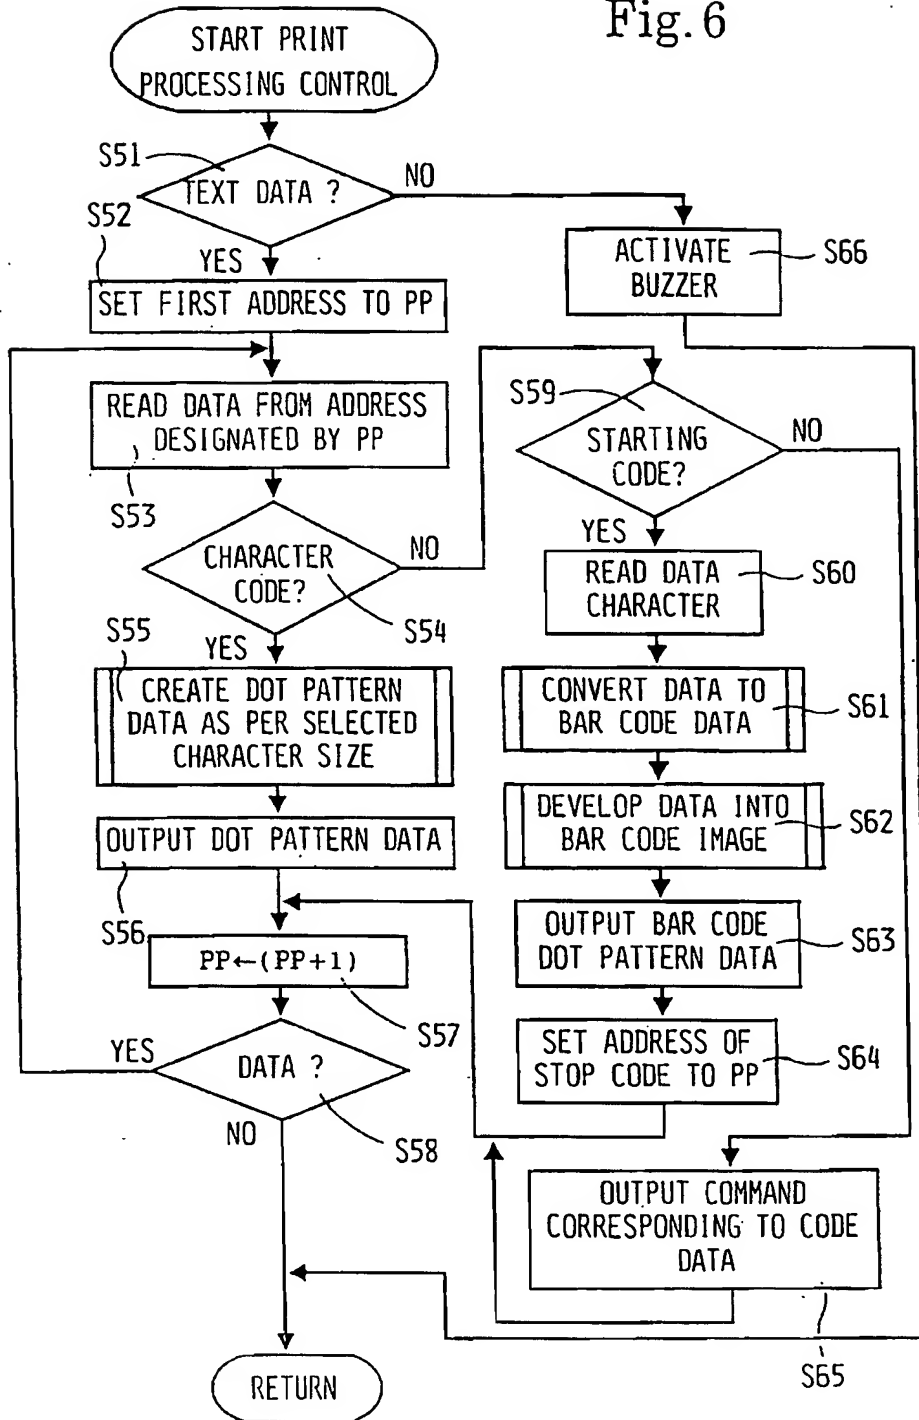 Fig. 6
START PRINT
PROCESSING CONTROL
S51
TEXT DATA ?
NO
S52
YES
SET FIRST ADDRESS TO PP
ACTIVATE
BUZZER
S66
READ DATA FROM ADDRESS
DESIGNATED BY PP
S53
S59
STARTING
CODE?
NO
CHARACTER
CODE?
NO
S54
YES
READ DATA
CHARACTER
S60
S55
YES
CREATE DOT PATTERN
DATA AS PER SELECTED
CHARACTER SIZE
CONVERT DATA TO
BAR CODE DATA
S61
DEVELOP DATA INTO
BAR CODE IMAGE
S62
OUTPUT DOT PATTERN DATA
S56
OUTPUT BAR CODE
DOT PATTERN DATA
S63
PP←(PP+1)
S57
SET ADDRESS OF
STOP CODE TO PP
S64
YES
DATA ?
NO
S58
OUTPUT COMMAND
CORRESPONDING TO CODE
DATA
S65
RETURN